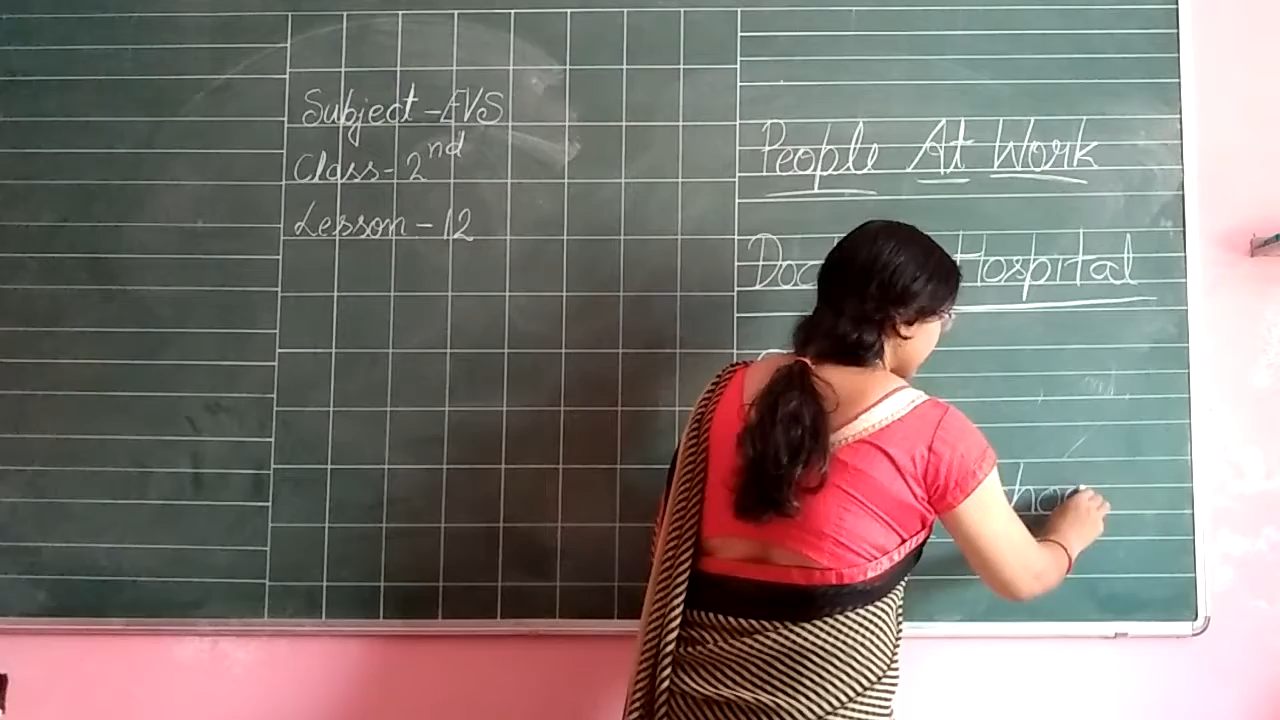 Subject - EVS
Class - 2nd
Lesson - 12
People At Work
Hospital